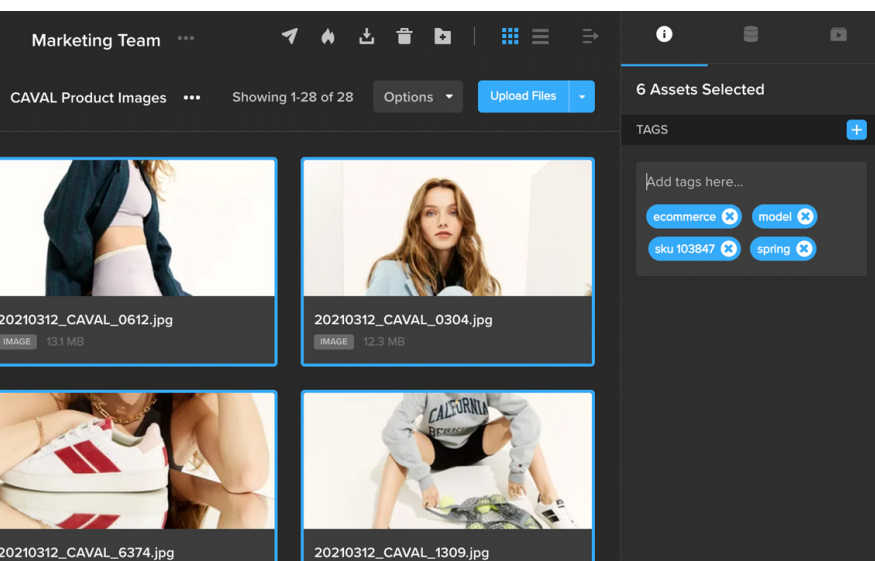 Marketing Team
CAVAL Product Images
Showing 1-28 of 28
Options
Upload Files
20210312_CAVAL_0612.jpg
IMAGE 13.1 MB
20210312_CAVAL_0304.jpg
IMAGE 12.3 MB
CALIFORNIA
BERKELEY
20210312_CAVAL_6374.jpg
20210312_CAVAL_1309.jpg
6 Assets Selected
TAGS
Add tags here...
ecommerce
model
sku 103847
spring